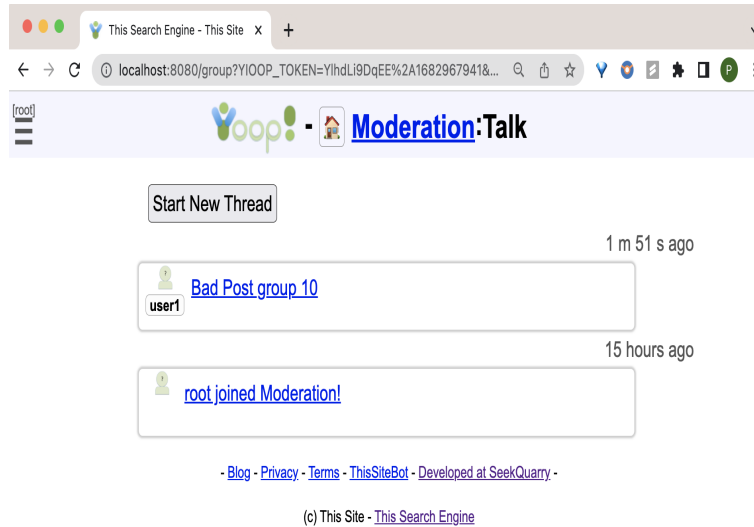 This Search Engine - This Site
localhost:8080/group?YIOOP_TOKEN=YlhdLi9DqEE%2A1682967941&...
P
[root]
Yioop! - Moderation:Talk
Start New Thread
1 m 51 s ago
Bad Post group 10
user1
15 hours ago
root joined Moderation!
- Blog - Privacy - Terms - ThisSiteBot - Developed at SeekQuarry -
(c) This Site - This Search Engine